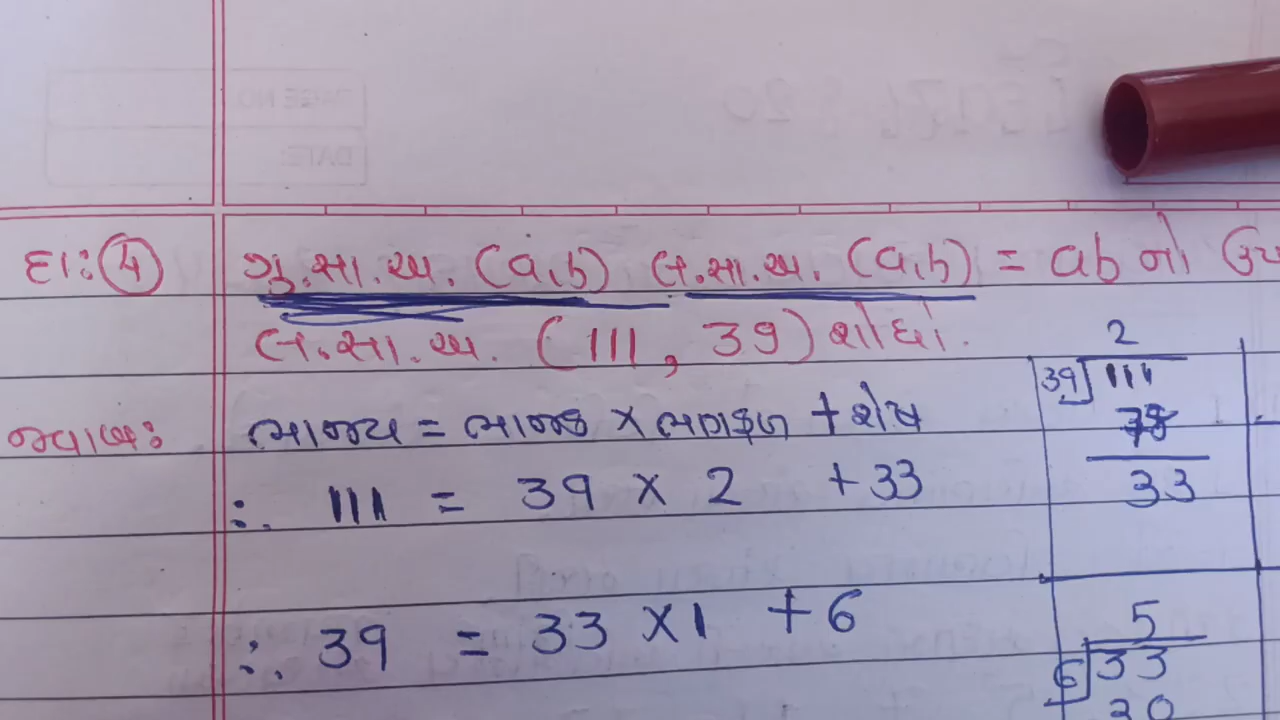 દા: 4 ગુ.સા.અ. (a,b) લ.સા.અ. (a,b) = ab નો
લ.સા.અ. (111, 39) શોધો.
જવાબ: ભાજ્ય = ભાજક × ભાગફળ + શેષ
2
39 111
78
33
∴ 111 = 39 × 2 + 33
∴ 39 = 33 × 1 + 6
5
6 33
30